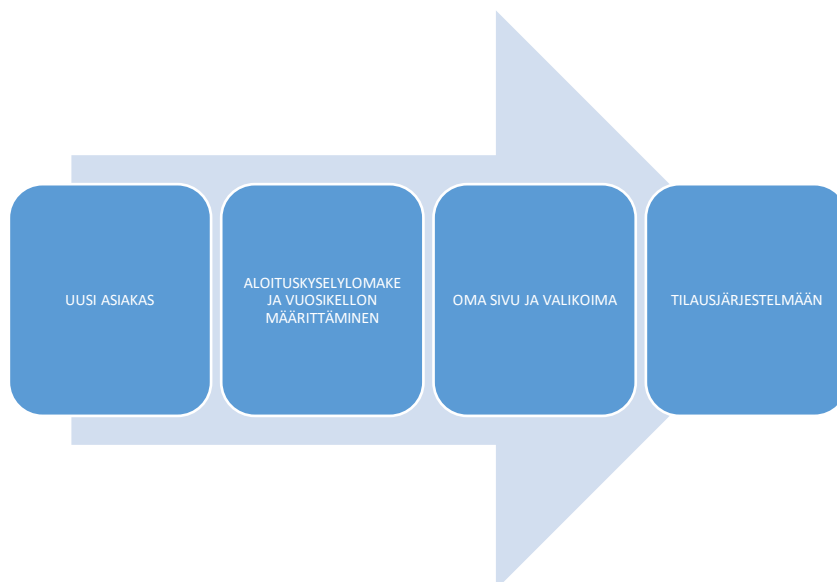 UUSI ASIAKAS
ALOITUSKYSELYLOMAKE
JA VUOSIKELLON
MÄÄRITTÄMINEN
OMA SIVU JA VALIKOIMA
TILAUSJÄRJESTELMÄÄN